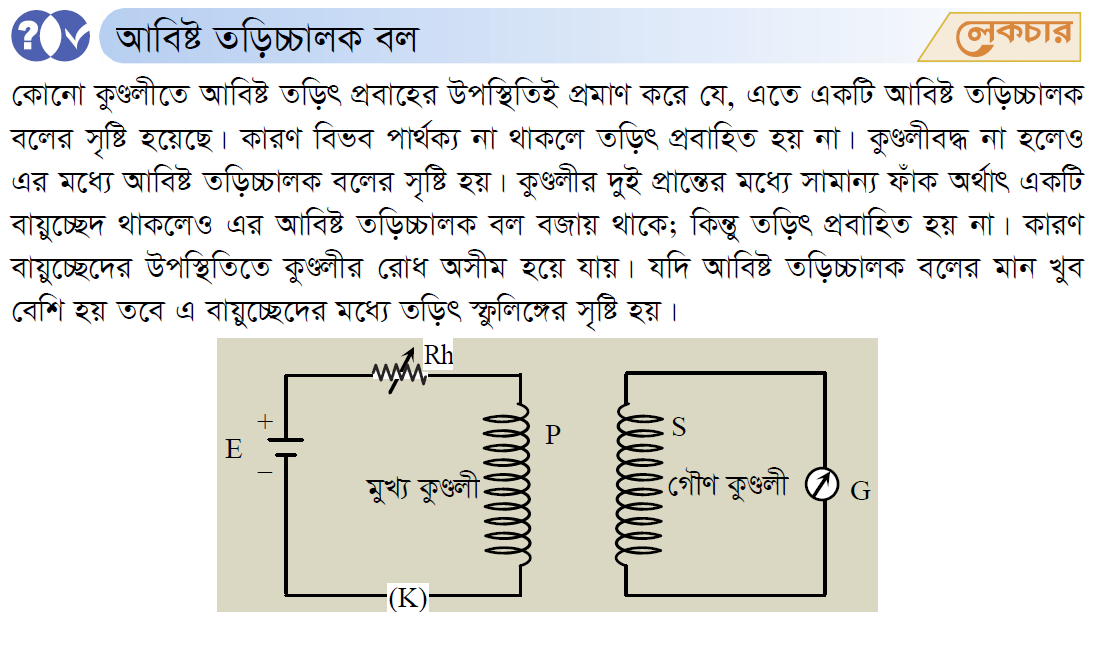 ?
আবিষ্ট তড়িচ্চালক বল
লেকচার
কোনো কুণ্ডলীতে আবিষ্ট তড়িৎ প্রবাহের উপস্থিতিই প্রমাণ করে যে, এতে একটি আবিষ্ট তড়িচ্চালক
বলের সৃষ্টি হয়েছে। কারণ বিভব পার্থক্য না থাকলে তড়িৎ প্রবাহিত হয় না। কুণ্ডলীবদ্ধ না হলেও
এর মধ্যে আবিষ্ট তড়িচ্চালক বলের সৃষ্টি হয়। কুণ্ডলীর দুই প্রান্তের মধ্যে সামান্য ফাঁক অর্থাৎ একটি
বায়ুচ্ছেদ থাকলেও এর আবিষ্ট তড়িচ্চালক বল বজায় থাকে; কিন্তু তড়িৎ প্রবাহিত হয় না। কারণ
বায়ুচ্ছেদের উপস্থিতিতে কুণ্ডলীর রোধ অসীম হয়ে যায়। যদি আবিষ্ট তড়িচ্চালক বলের মান খুব
বেশি হয় তবে এ বায়ুচ্ছেদের মধ্যে তড়িৎ স্ফুলিঙ্গের সৃষ্টি হয়।
Rh
+
E
−
P
S
মুখ্য কুণ্ডলী
গৌণ কুণ্ডলী
G
(K)